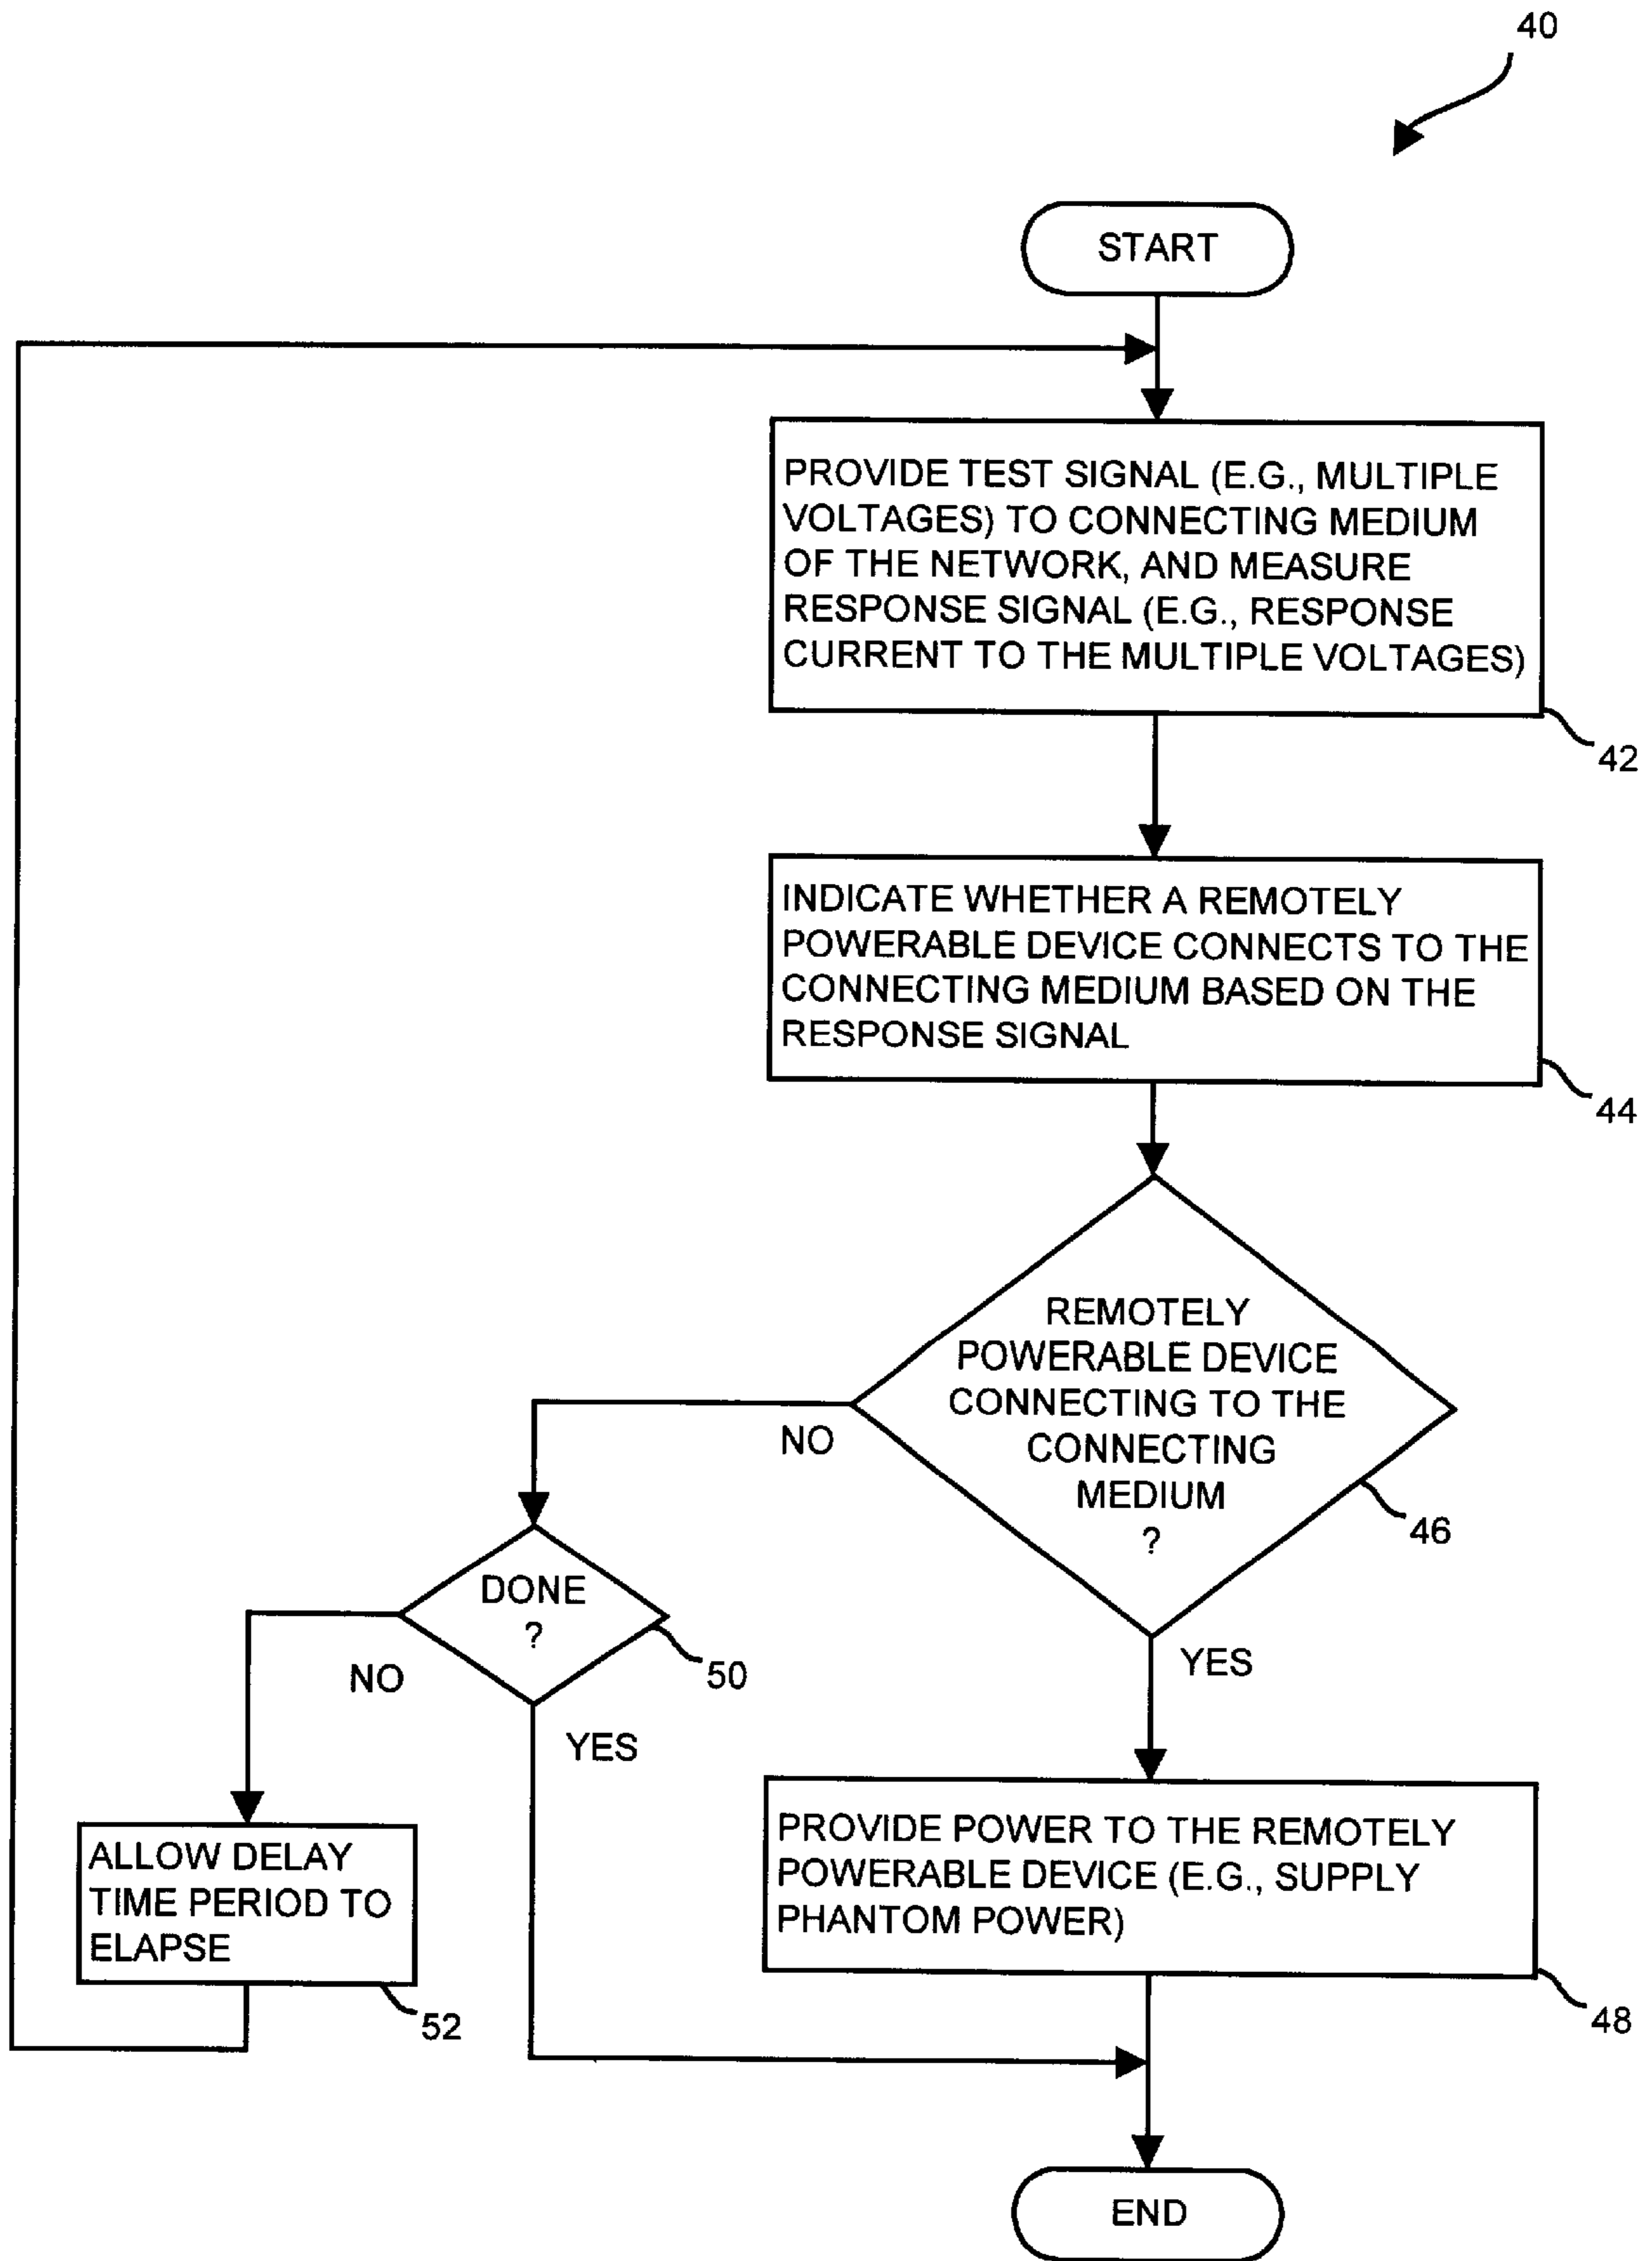 40
START
PROVIDE TEST SIGNAL (E.G., MULTIPLE
VOLTAGES) TO CONNECTING MEDIUM
OF THE NETWORK, AND MEASURE
RESPONSE SIGNAL (E.G., RESPONSE
CURRENT TO THE MULTIPLE VOLTAGES)
42
INDICATE WHETHER A REMOTELY
POWERABLE DEVICE CONNECTS TO THE
CONNECTING MEDIUM BASED ON THE
RESPONSE SIGNAL
44
REMOTELY
POWERABLE DEVICE
CONNECTING TO THE
CONNECTING
MEDIUM
?
46
NO
YES
DONE
?
50
NO
YES
ALLOW DELAY
TIME PERIOD TO
ELAPSE
52
PROVIDE POWER TO THE REMOTELY
POWERABLE DEVICE (E.G., SUPPLY
PHANTOM POWER)
48
END